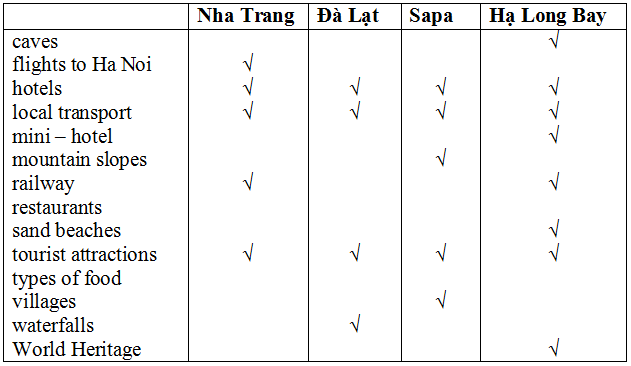 Nha Trang Đà Lạt Sapa Hạ Long Bay
caves √
flights to Ha Noi √
hotels √ √ √ √
local transport √ √ √ √
mini – hotel √
mountain slopes √
railway √ √
restaurants
sand beaches √
tourist attractions √ √ √ √
types of food
villages √
waterfalls √
World Heritage √